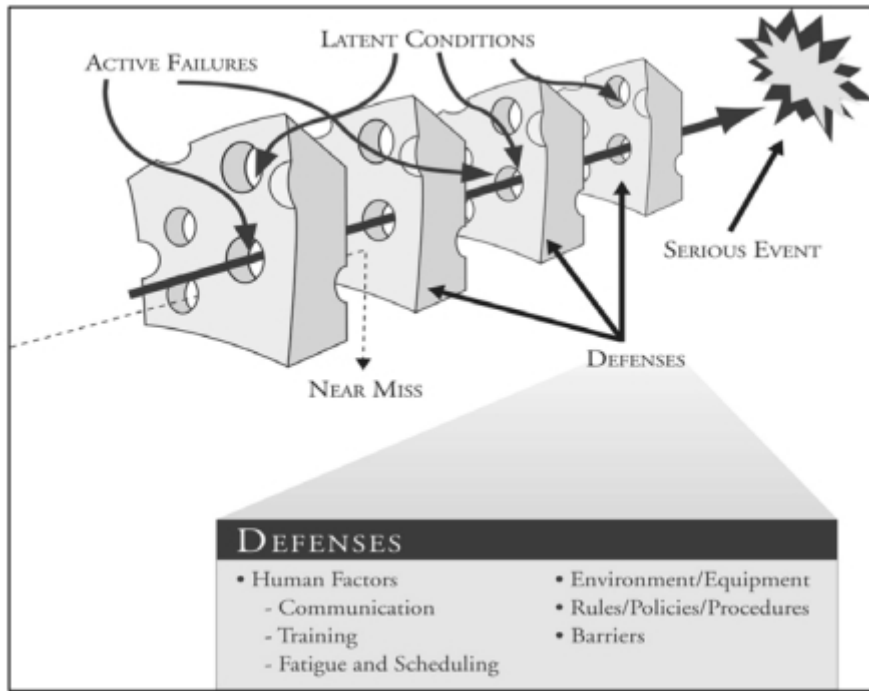 LATENT CONDITIONS
ACTIVE FAILURES
SERIOUS EVENT
NEAR MISS
DEFENSES
DEFENSES
• Human Factors
- Communication
- Training
- Fatigue and Scheduling
• Environment/Equipment
• Rules/Policies/Procedures
• Barriers